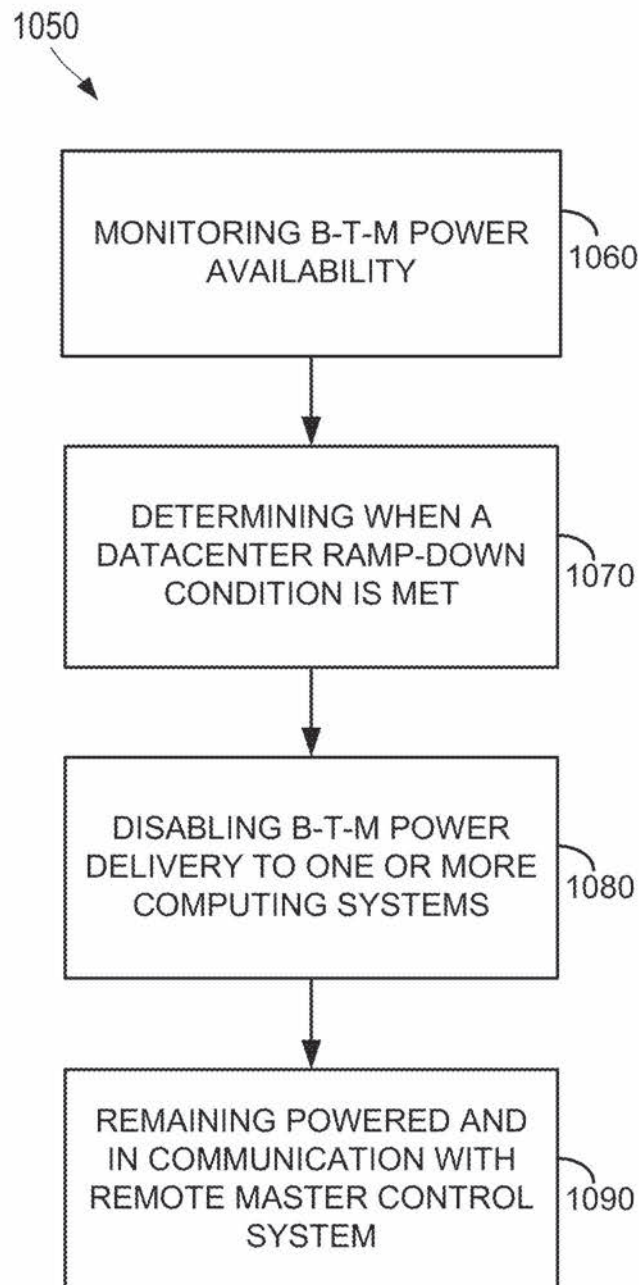 1050
MONITORING B-T-M POWER
AVAILABILITY
1060
DETERMINING WHEN A
DATACENTER RAMP-DOWN
CONDITION IS MET
1070
DISABLING B-T-M POWER
DELIVERY TO ONE OR MORE
COMPUTING SYSTEMS
1080
REMAINING POWERED AND
IN COMMUNICATION WITH
REMOTE MASTER CONTROL
SYSTEM
1090